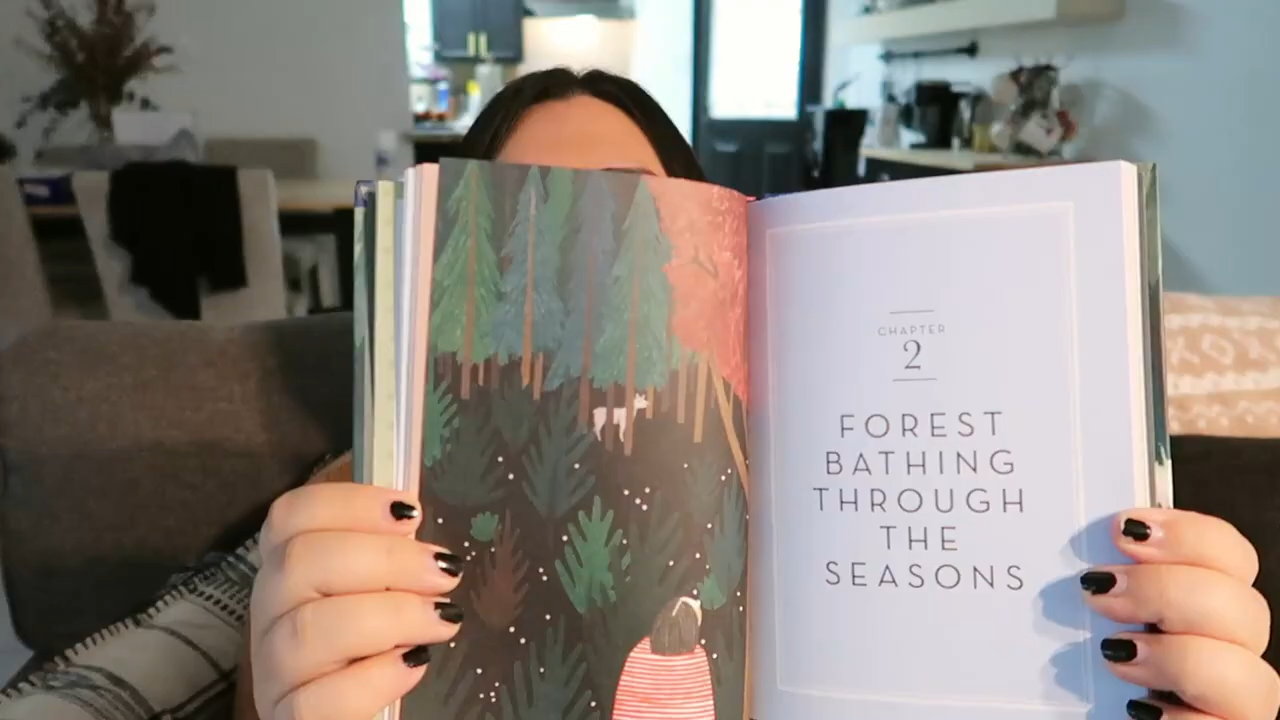 CHAPTER
2
FOREST
BATHING
THROUGH
THE
SEASONS